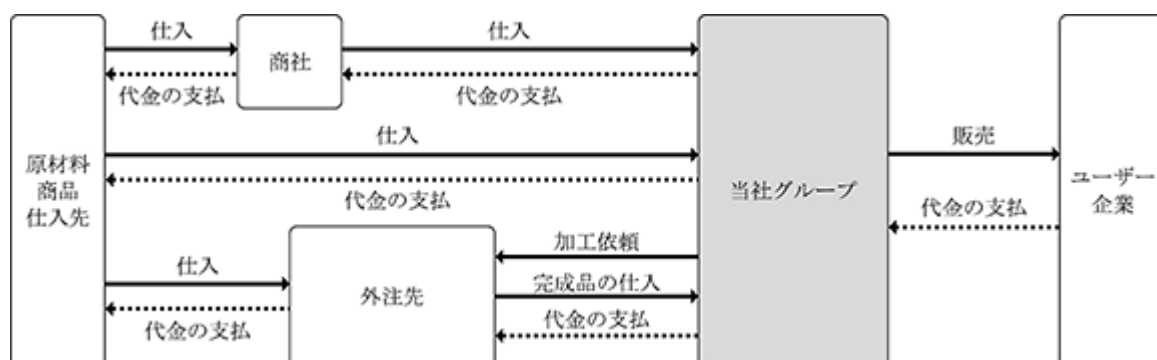 仕入
仕入
商社
代金の支払
代金の支払
仕入
販売
原材料
商品
仕入先
代金の支払
当社グループ
ユーザー
企業
代金の支払
加工依頼
仕入
外注先
完成品の仕入
代金の支払
代金の支払